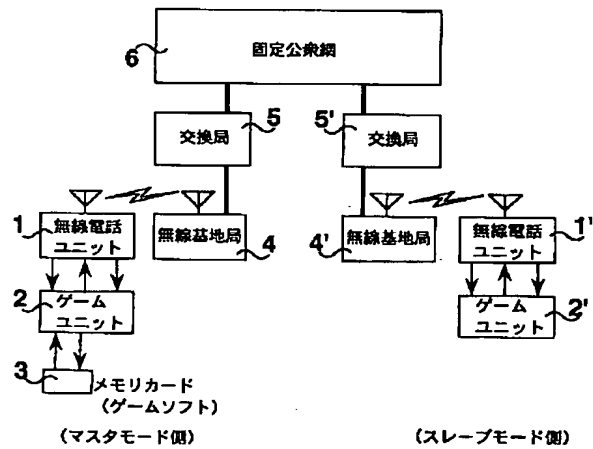 6
固定公衆網
5
交換局
5'
交換局
1
無線電話
ユニット
無線基地局
4
4'
無線基地局
無線電話
ユニット
1'
2
ゲーム
ユニット
ゲーム
ユニット
2'
3
メモリカード
(ゲームソフト)
(マスタモード側)
(スレーブモード側)